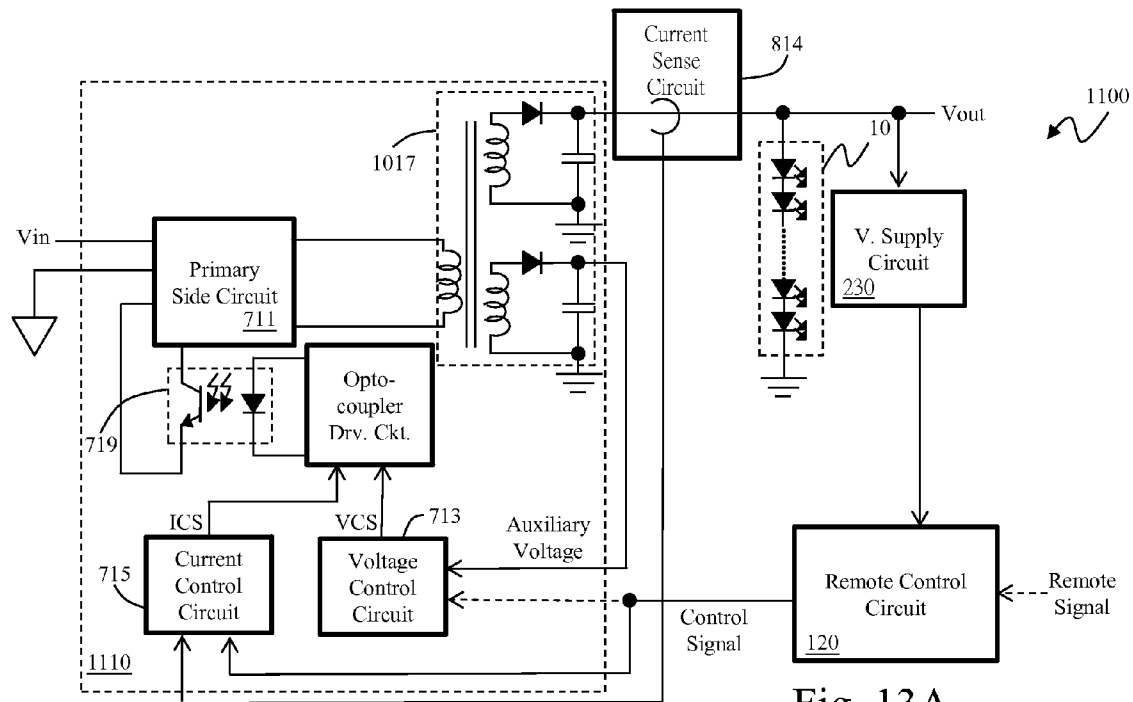 Current
Sense
Circuit
814
1100
Vout
10
1017
Vin
Primary
Side Circuit
711
V. Supply
Circuit
230
Opto-
coupler
Drv. Ckt.
719
ICS
VCS
713
Auxiliary
Voltage
715
Current
Control
Circuit
Voltage
Control
Circuit
Remote Control
Circuit
120
Remote
Signal
Control
Signal
1110
Fig. 13A